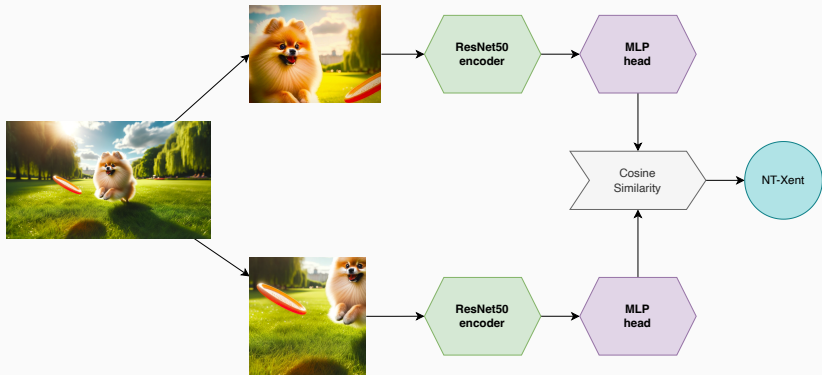 ResNet50
encoder
MLP
head
Cosine
Similarity
NT-Xent
ResNet50
encoder
MLP
head